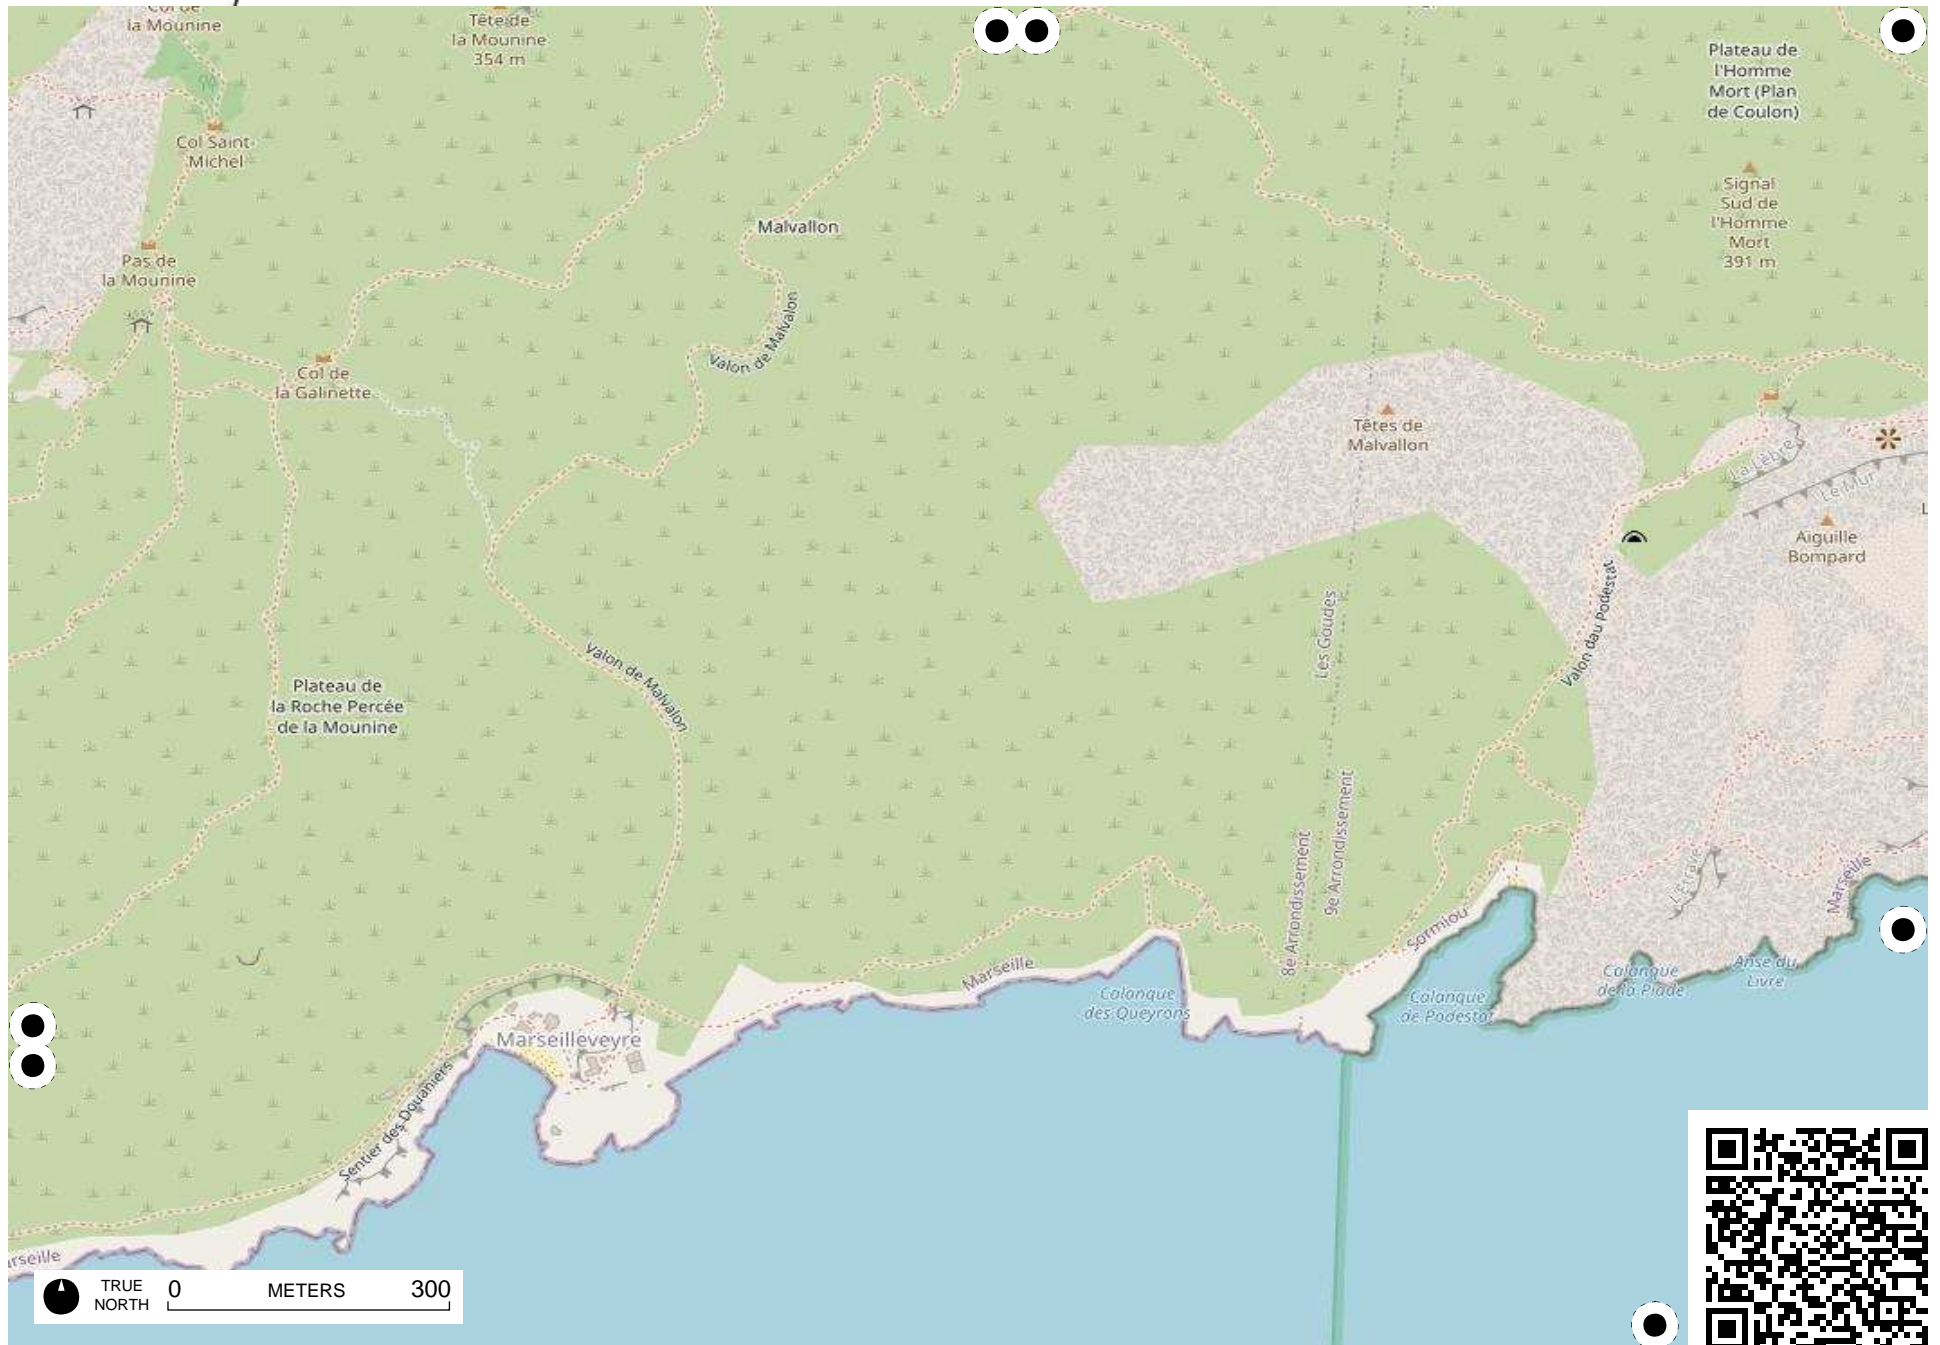 Col de
la Mounine
Tête de
la Mounine
354 m
Plateau de
l'Homme
Mort (Plan
de Coulon)
Col Saint-
Michel
Signal
Sud de
l'Homme
Mort
391 m
Malvallon
Pas de
la Mounine
Valon de Malvalon
Col de
la Galinette
Têtes de
Malvallon
La Lèbre
Le Mur
Aiguille
Bompard
Valon dau Podestat
Les Goudes
Valon de Malvalon
Plateau de
la Roche Percée
de la Mounine
8e Arrondissement
9e Arrondissement
Marseille
Sormiou
Marseille
Calanque
des Queyrons
Calanque
de Podestat
Calanque
de la Piade
Anse du
Livre
Marseilleveyre
Sentier des Douaniers
arseille
TRUE
NORTH
0 METERS 300